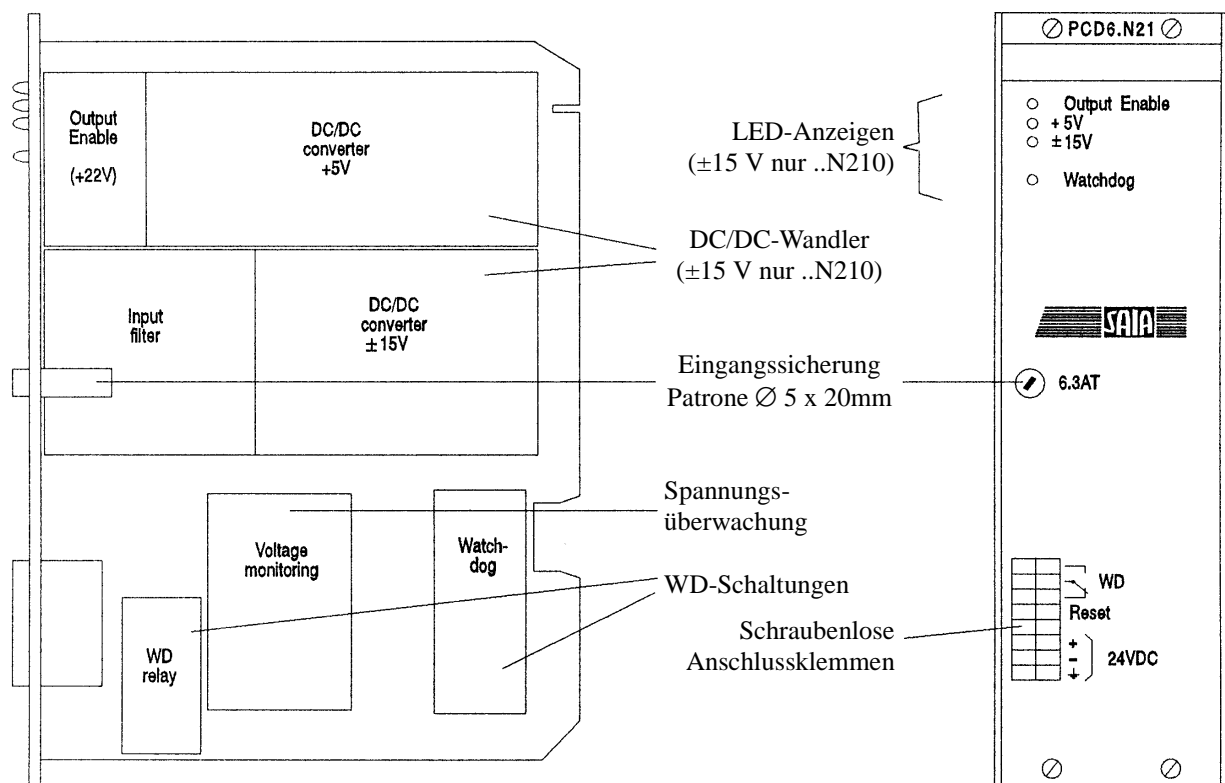 Output
Enable
(+22V)
DC/DC
converter
+5V
Input
filter
DC/DC
converter
±15V
Voltage
monitoring
Watch-
dog
WD
relay
LED-Anzeigen
(±15 V nur ..N210)
DC/DC-Wandler
(±15 V nur ..N210)
Eingangssicherung
Patrone ∅ 5 x 20mm
Spannungs-
überwachung
WD-Schaltungen
Schraubenlose
Anschlussklemmen
PCD6.N21
Output Enable
+5V
±15V
Watchdog
SAIA
6.3AT
WD
Reset
+
-
24VDC